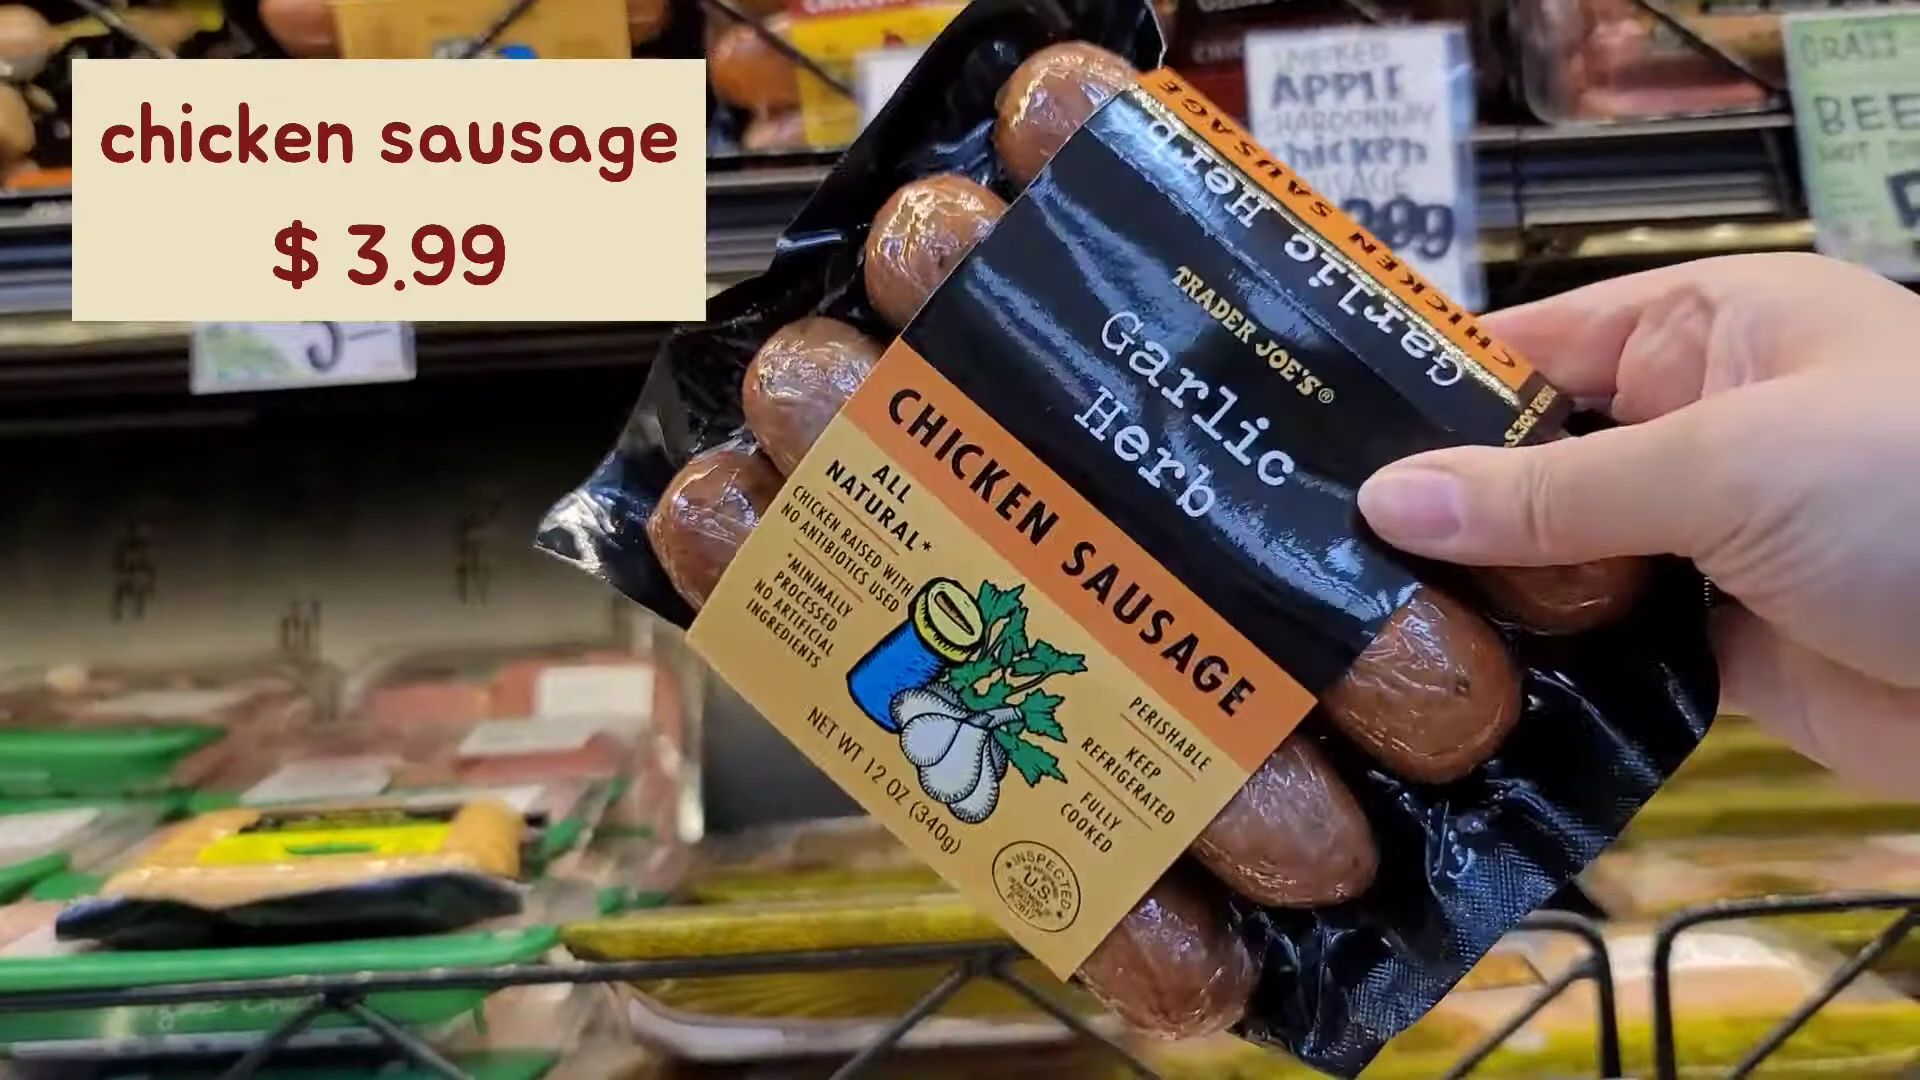 chicken sausage
$ 3.99
APPLE
CHARDONNAY
chicken
SAUSAGE
BEE
CHICKEN SAUSAGE
Garlic Herb
TRADER JOE'S®
Garlic
Herb
CHICKEN SAUSAGE
ALL
NATURAL*
CHICKEN RAISED WITH
NO ANTIBIOTICS USED
*MINIMALLY
PROCESSED
NO ARTIFICIAL
INGREDIENTS
PERISHABLE
KEEP
REFRIGERATED
FULLY
COOKED
NET WT 12 OZ (340g)
INSPECTED
U.S.